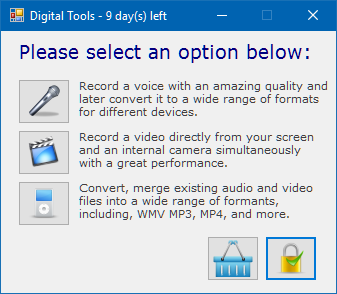 Digital Tools - 9 day(s) left
Please select an option below:
Record a voice with an amazing quality and
later convert it to a wide range of formats
for different devices.
Record a video directly from your screen
and an internal camera simultaneously
with a great performance.
Convert, merge existing audio and video
files into a wide range of formants,
including, WMV MP3, MP4, and more.